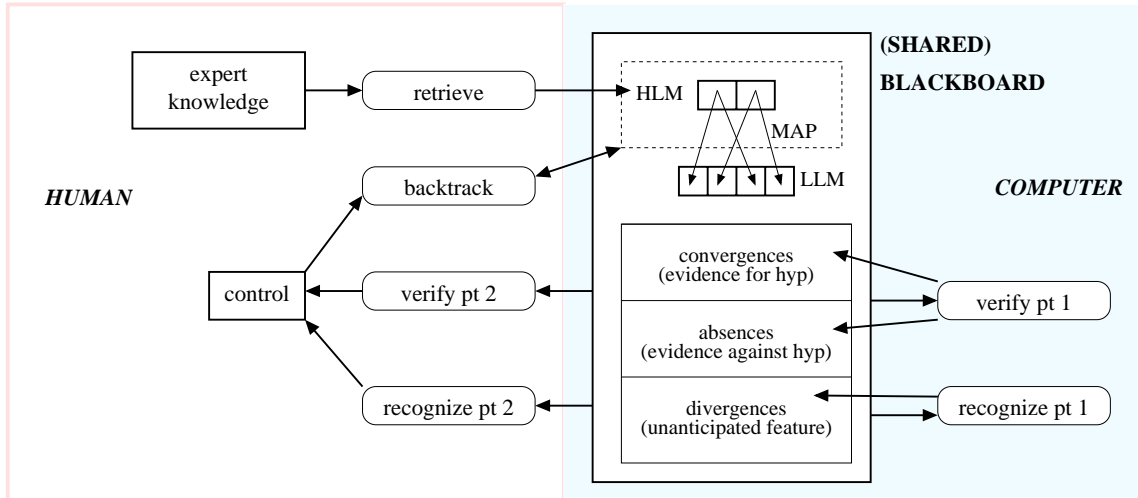 (SHARED)
BLACKBOARD
expert
knowledge
retrieve
HLM
MAP
LLM
backtrack
HUMAN
COMPUTER
convergences
(evidence for hyp)
control
verify pt 2
verify pt 1
absences
(evidence against hyp)
recognize pt 2
divergences
(unanticipated feature)
recognize pt 1